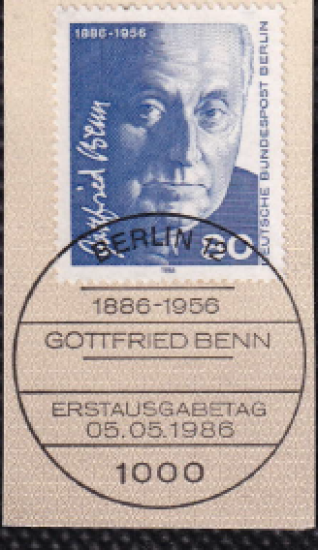 1886-1956
Gottfried Benn
DEUTSCHE BUNDESPOST BERLIN
80
1986
BERLIN 12
1886-1956
GOTTFRIED BENN
ERSTAUSGABETAG
05.05.1986
1000